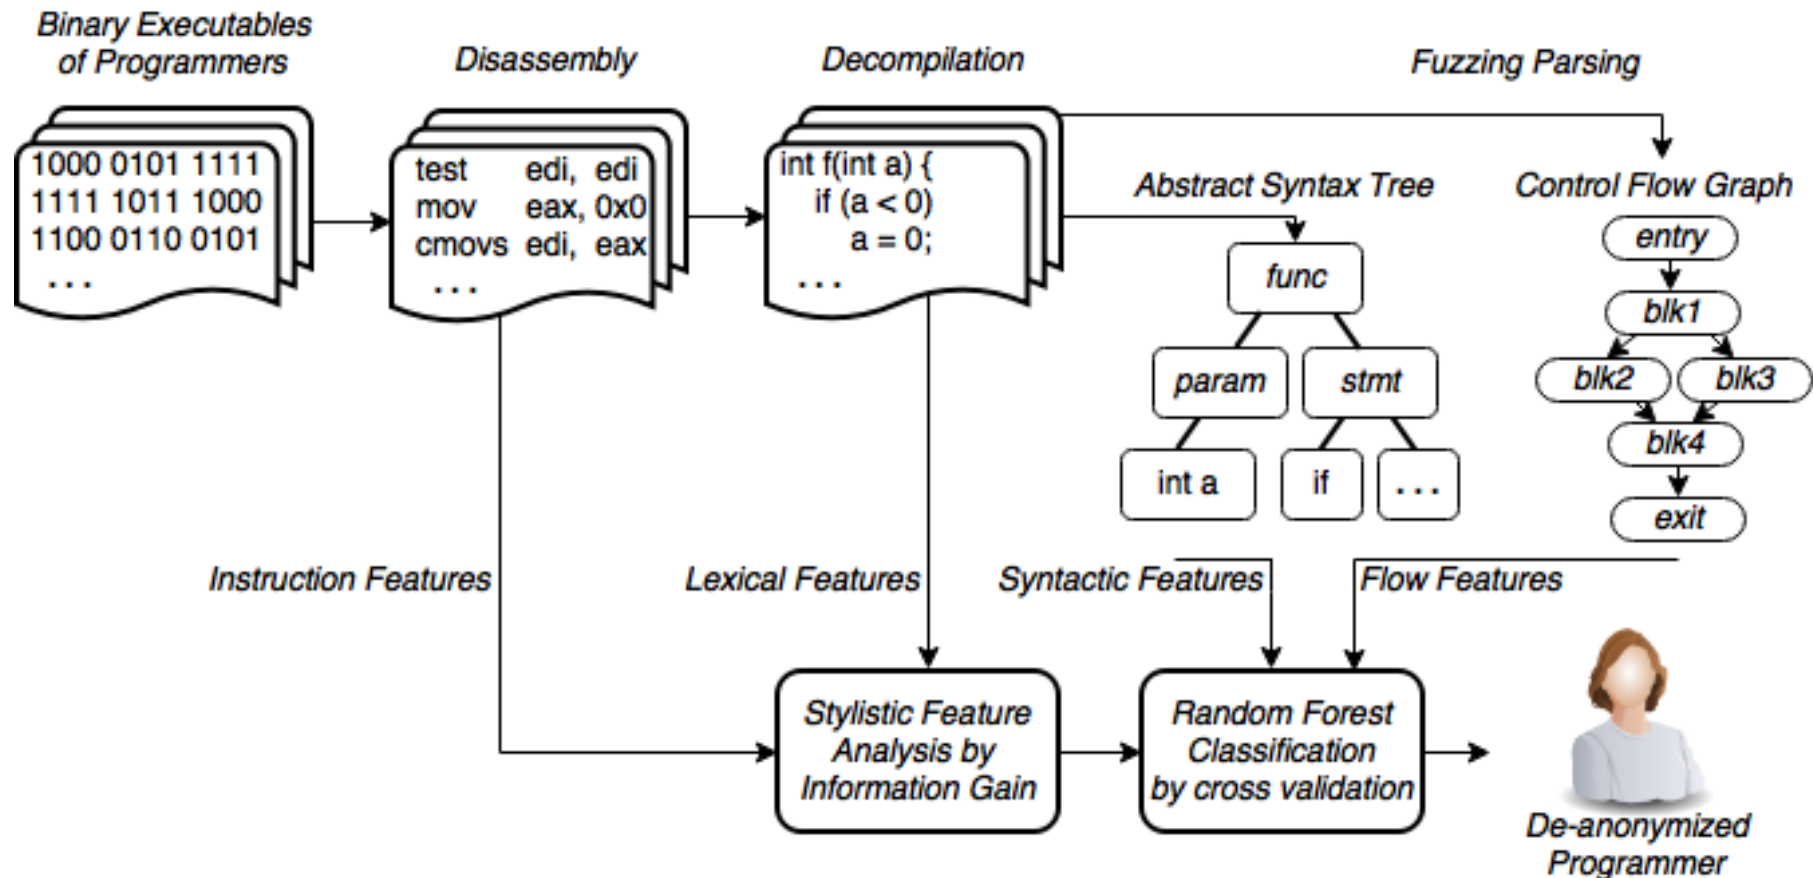 Binary Executables
of Programmers
Disassembly
Decompilation
Fuzzing Parsing
1000 0101 1111
1111 1011 1000
1100 0110 0101
. . .
test edi, edi
mov eax, 0x0
cmovs edi, eax
. . .
int f(int a) {
if (a < 0)
a = 0;
. . .
Abstract Syntax Tree
func
param stmt
int a if . . .
Control Flow Graph
entry
blk1
blk2 blk3
blk4
exit
Instruction Features
Lexical Features
Syntactic Features
Flow Features
Stylistic Feature
Analysis by
Information Gain
Random Forest
Classification
by cross validation
De-anonymized
Programmer